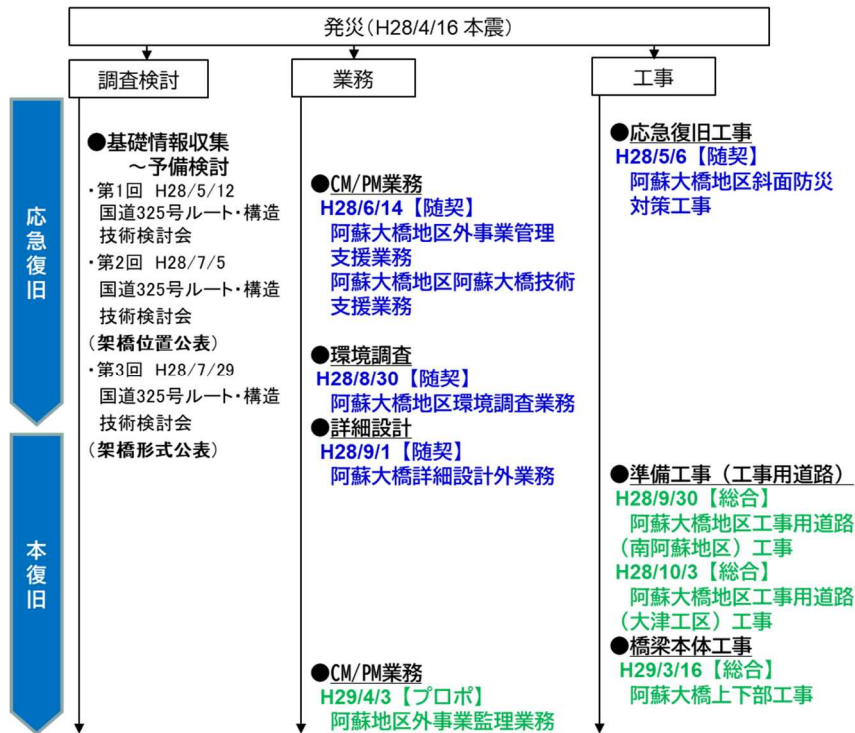 発災(H28/4/16 本震)
調査検討
業務
工事
応急復旧
本復旧
●基礎情報収集
～予備検討
・第1回 H28/5/12
国道325号ルート・構造
技術検討会
・第2回 H28/7/5
国道325号ルート・構造
技術検討会
(架橋位置公表)
・第3回 H28/7/29
国道325号ルート・構造
技術検討会
(架橋形式公表)
●CM/PM業務
H28/6/14【随契】
阿蘇大橋地区外事業管理
支援業務
阿蘇大橋地区阿蘇大橋技術
支援業務
●環境調査
H28/8/30【随契】
阿蘇大橋地区環境調査業務
●詳細設計
H28/9/1【随契】
阿蘇大橋詳細設計外業務
●CM/PM業務
H29/4/3【プロポ】
阿蘇地区外事業監理業務
●応急復旧工事
H28/5/6【随契】
阿蘇大橋地区斜面防災
対策工事
●準備工事（工事用道路）
H28/9/30【総合】
阿蘇大橋地区工事用道路
（南阿蘇地区）工事
H28/10/3【総合】
阿蘇大橋地区工事用道路
（大津工区）工事
●橋梁本体工事
H29/3/16【総合】
阿蘇大橋上下部工事